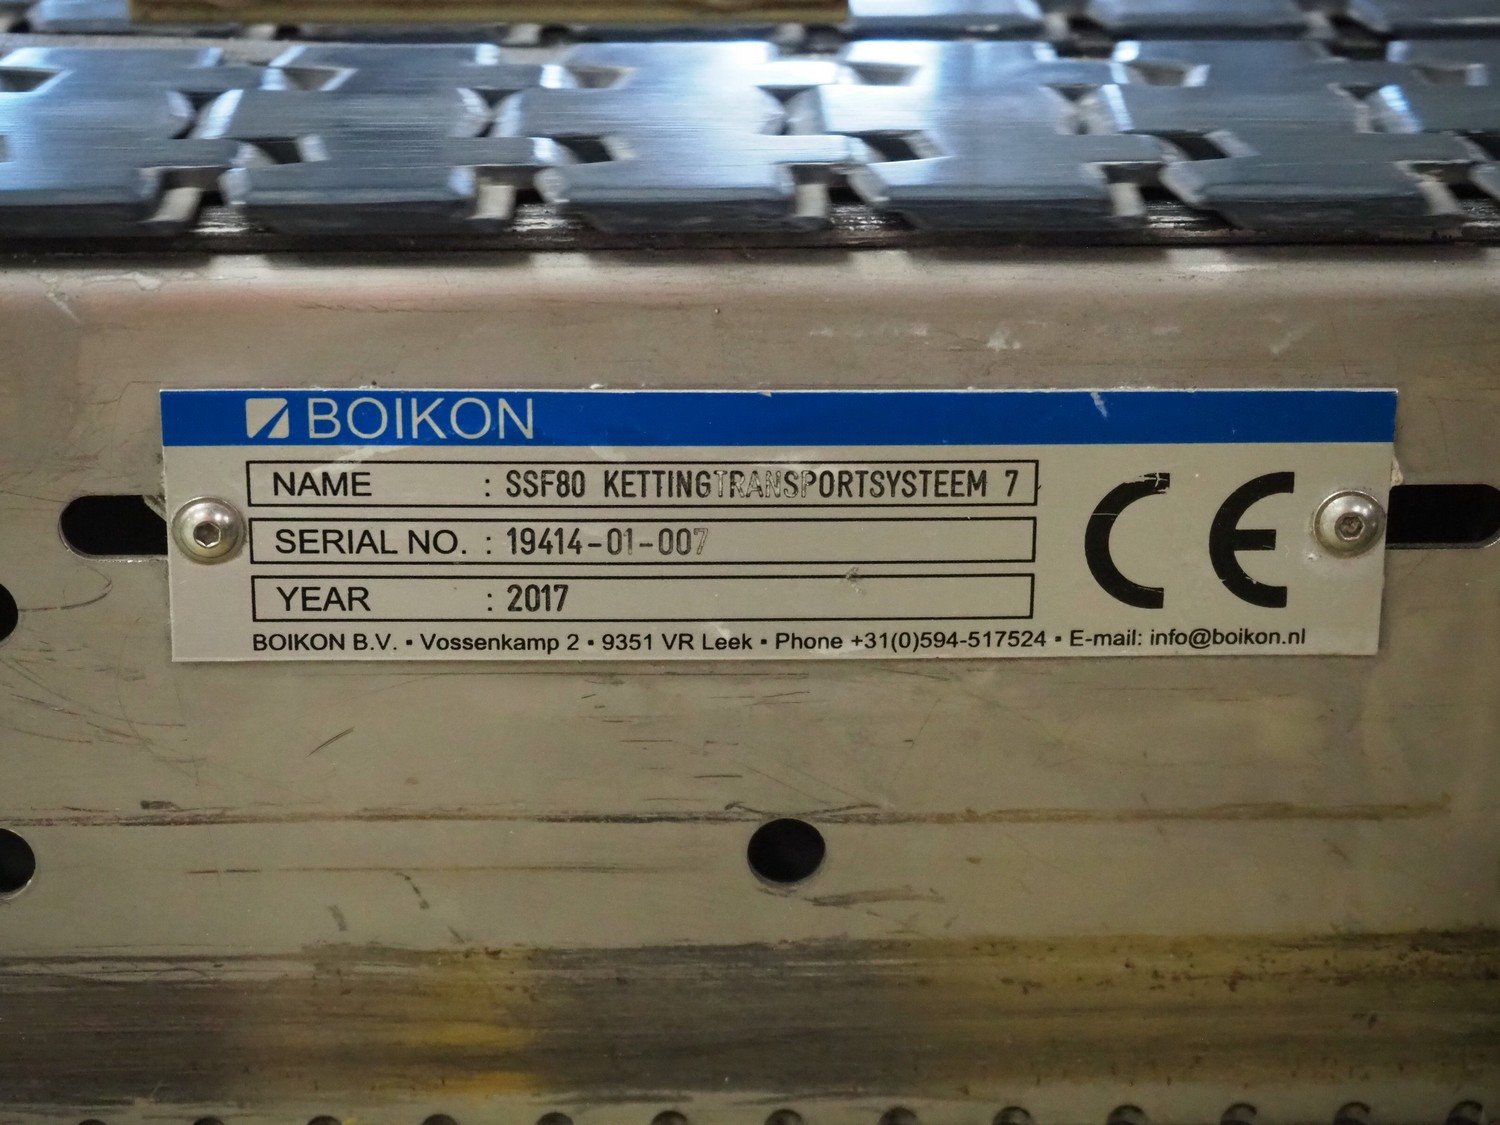 BOIKON
NAME : SSF80 KETTINGTRANSPORTSYSTEEM 7
SERIAL NO. : 19414-01-007
YEAR : 2017
CE
BOIKON B.V. ▪ Vossenkamp 2 ▪ 9351 VR Leek ▪ Phone +31(0)594-517524 ▪ E-mail: info@boikon.nl